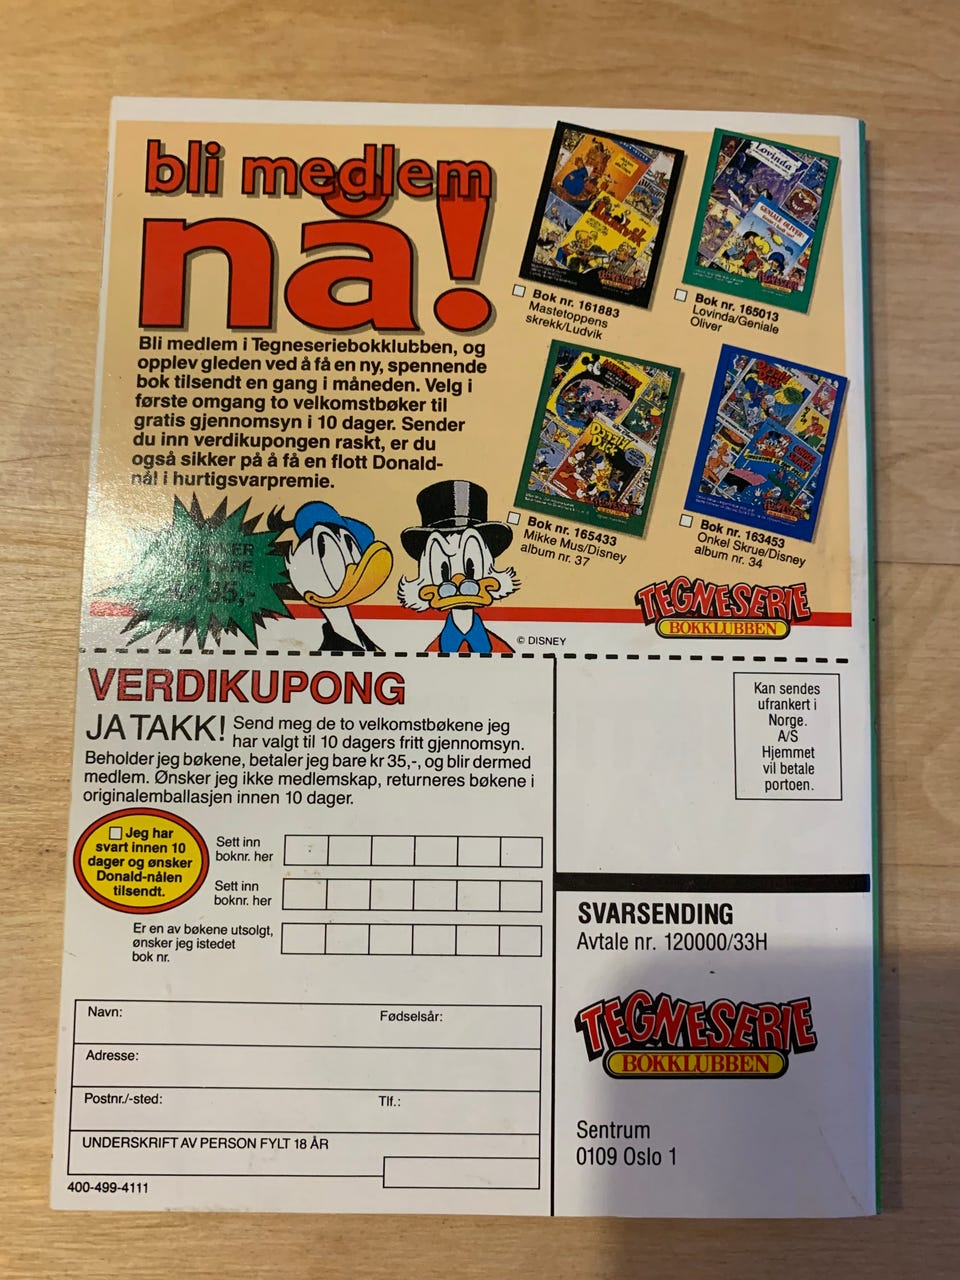 bli medlem
nå!
Bli medlem i Tegneseriebokklubben, og
opplev gleden ved å få en ny, spennende
bok tilsendt en gang i måneden. Velg i
første omgang to velkomstbøker til
gratis gjennomsyn i 10 dager. Sender
du inn verdikupongen raskt, er du
også sikker på å få en flott Donald-
nål i hurtigsvarpremie.
35,-
Bok nr. 161883
Mastetoppens
skrekk/Ludvik
Lovinda
GENIALE OLIVER
Bok nr. 165013
Lovinda/Geniale
Oliver
DONALD DUCK
Bok nr. 165433
Mikke Mus/Disney
album nr. 37
Bok nr. 163453
Onkel Skrue/Disney
album nr. 34
© DISNEY
TEGNESERIE
BOKKLUBBEN
VERDIKUPONG
JA TAKK! Send meg de to velkomstbøkene jeg
har valgt til 10 dagers fritt gjennomsyn.
Beholder jeg bøkene, betaler jeg bare kr 35,-, og blir dermed
medlem. Ønsker jeg ikke medlemskap, returneres bøkene i
originalemballasjen innen 10 dager.
Jeg har
svart innen 10
dager og ønsker
Donald-nålen
tilsendt.
Sett inn
boknr. her
Sett inn
boknr. her
Er en av bøkene utsolgt,
ønsker jeg istedet
bok nr.
Navn:
Fødselsår:
Adresse:
Postnr./-sted:
Tlf.:
UNDERSKRIFT AV PERSON FYLT 18 ÅR
400-499-4111
Kan sendes
ufrankert i
Norge.
A/S
Hjemmet
vil betale
portoen.
SVARSENDING
Avtale nr. 120000/33H
TEGNESERIE
BOKKLUBBEN
Sentrum
0109 Oslo 1